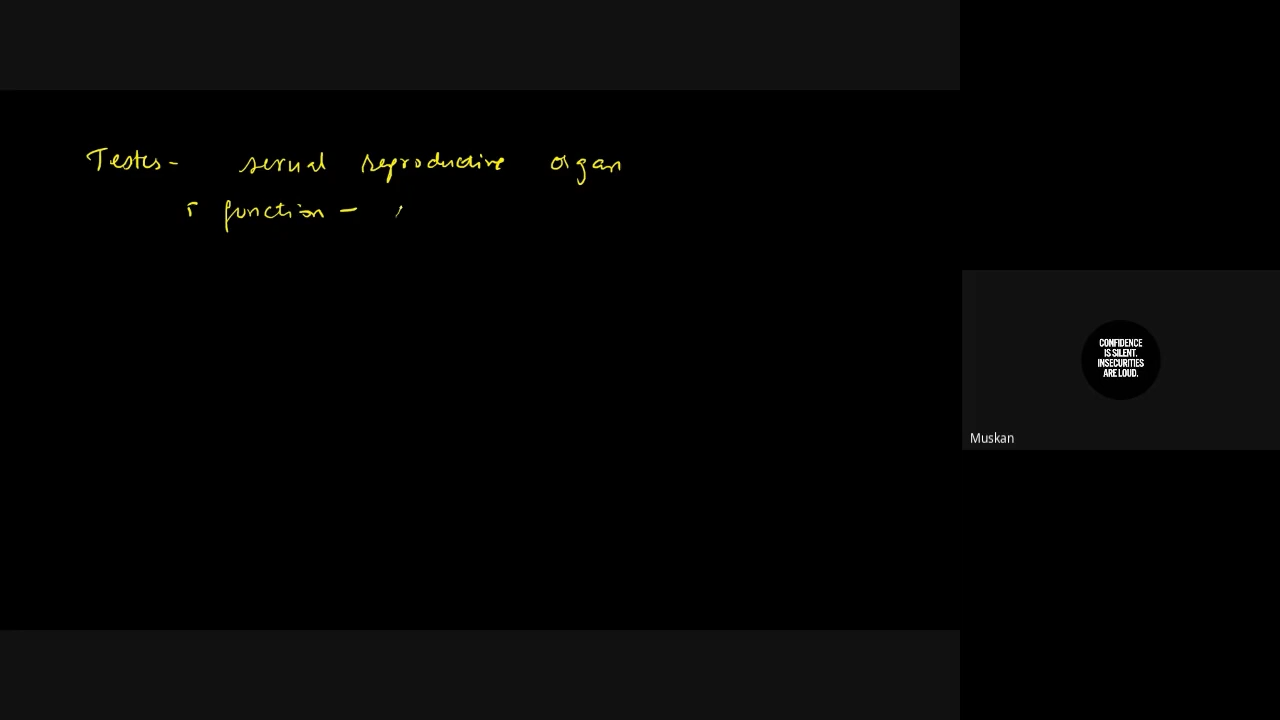 Testes - sexual reproductive organ
function -
CONFIDENCE
IS SILENT.
INSECURITIES
ARE LOUD.
Muskan